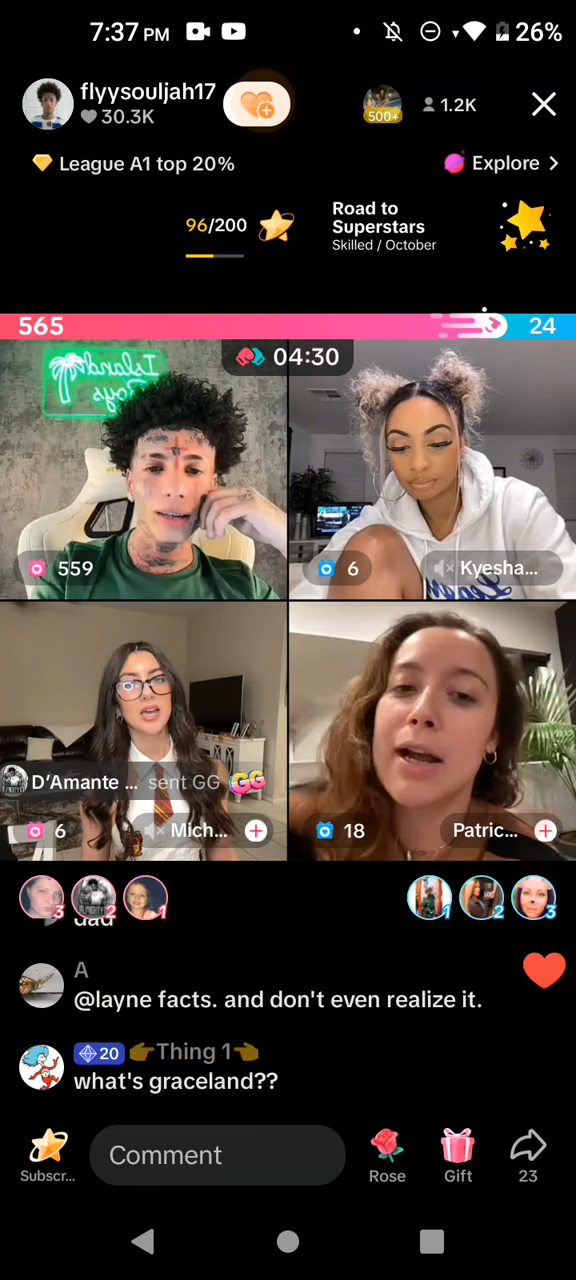 7:37 PM
26%
flyysouljah17
30.3K
500+
1.2K
League A1 top 20%
Explore
96/200
Road to
Superstars
Skilled / October
565
24
04:30
Island
Boys
559
6
Kyesha...
D'Amante ... sent GG GG
6
Mich...
18
Patric...
3
2
1
1
2
3
dad
A
@layne facts. and don't even realize it.
20 👉Thing 1👈
what's graceland??
Subscr...
Comment
Rose
Gift
23